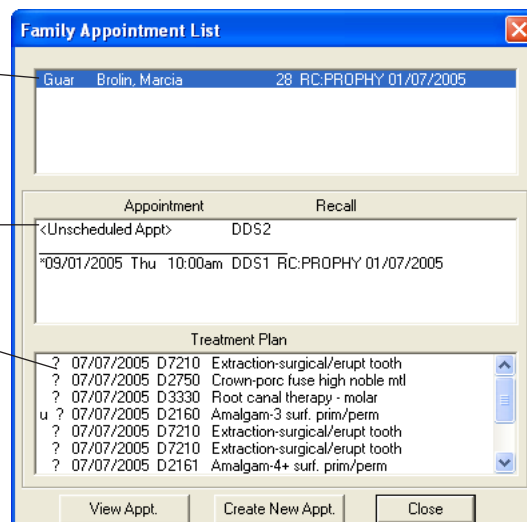 Family Appointment List
Guar Brolin, Marcia 28 RC:PROPHY 01/07/2005
Appointment Recall
<Unscheduled Appt> DDS2
*09/01/2005 Thu 10:00am DDS1 RC:PROPHY 01/07/2005
Treatment Plan
? 07/07/2005 D7210 Extraction-surgical/erupt tooth
? 07/07/2005 D2750 Crown-porc fuse high noble mtl
? 07/07/2005 D3330 Root canal therapy - molar
u ? 07/07/2005 D2160 Amalgam-3 surf. prim/perm
? 07/07/2005 D7210 Extraction-surgical/erupt tooth
? 07/07/2005 D7210 Extraction-surgical/erupt tooth
? 07/07/2005 D2161 Amalgam-4+ surf. prim/perm
View Appt. Create New Appt. Close